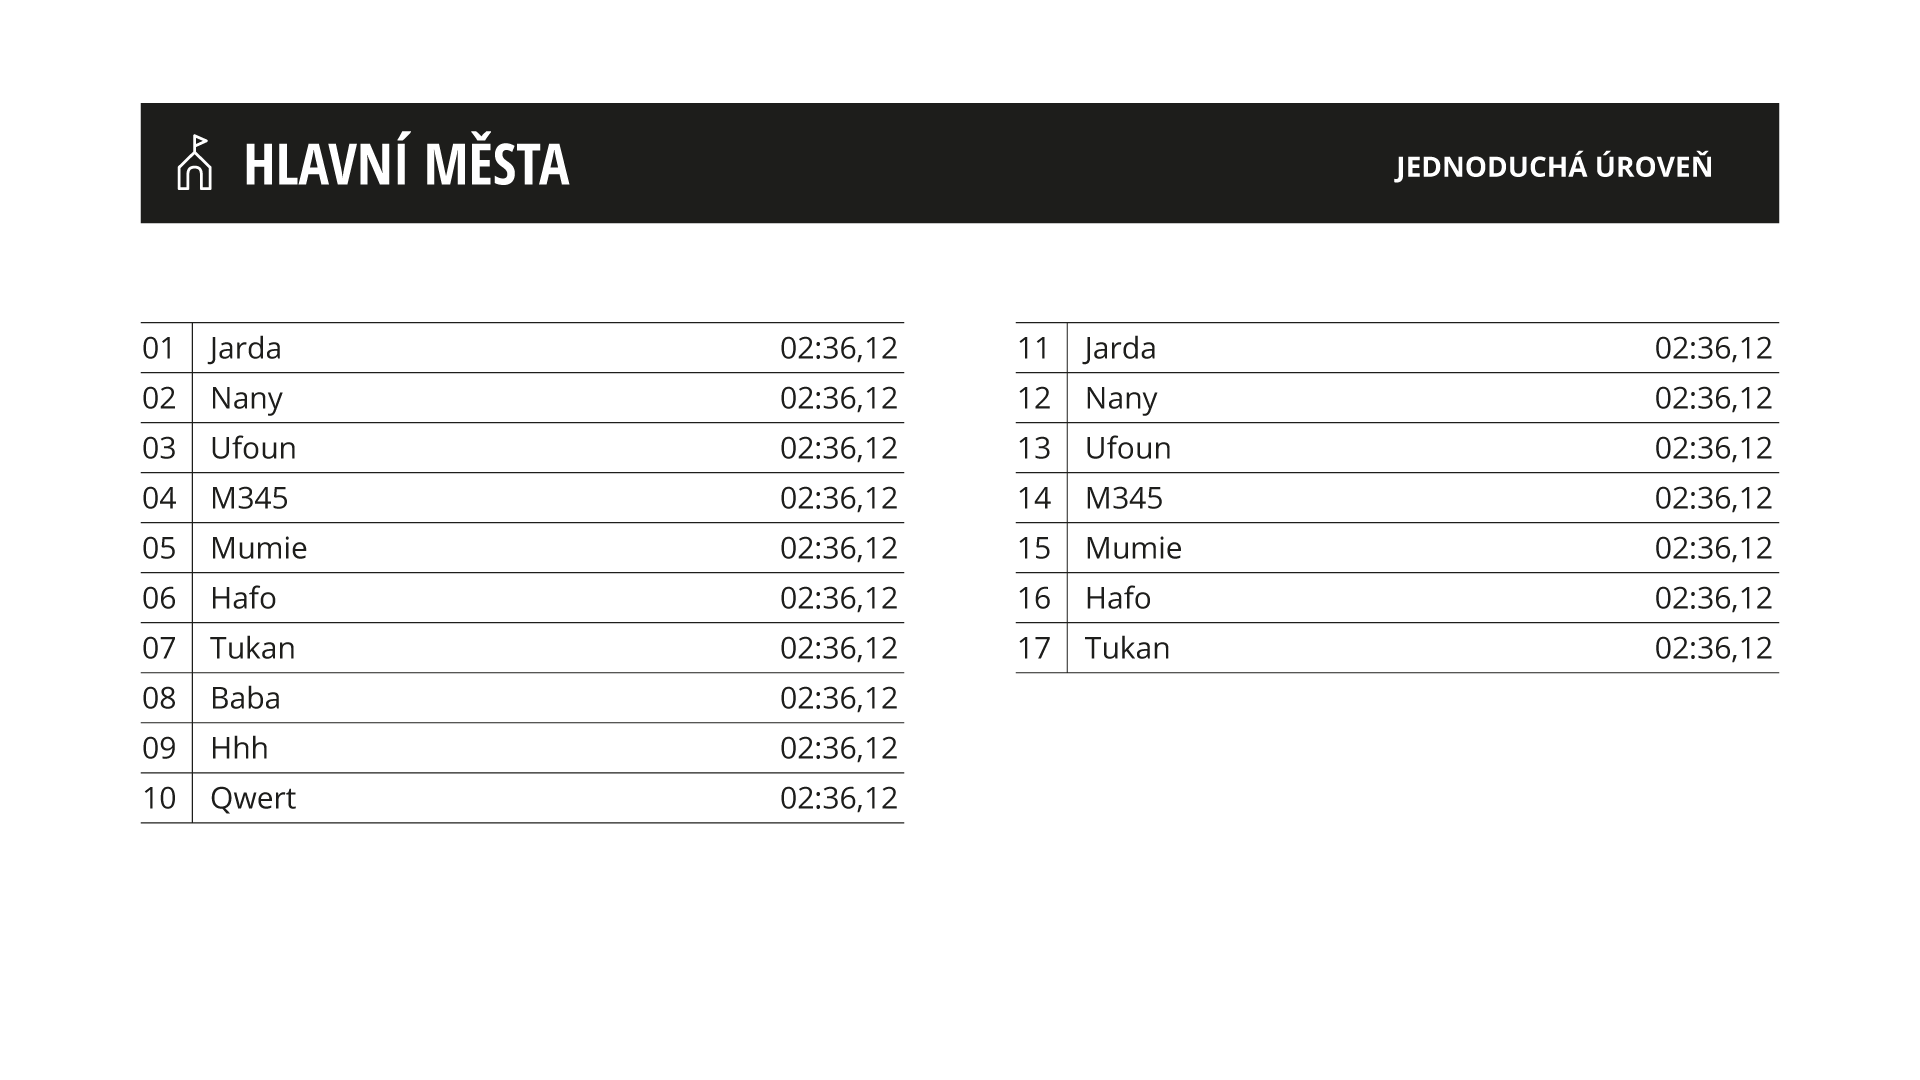 HLAVNÍ MĚSTA
JEDNODUCHÁ ÚROVEŇ
01 Jarda 02:36,12
02 Nany 02:36,12
03 Ufoun 02:36,12
04 M345 02:36,12
05 Mumie 02:36,12
06 Hafo 02:36,12
07 Tukan 02:36,12
08 Baba 02:36,12
09 Hhh 02:36,12
10 Qwert 02:36,12
11 Jarda 02:36,12
12 Nany 02:36,12
13 Ufoun 02:36,12
14 M345 02:36,12
15 Mumie 02:36,12
16 Hafo 02:36,12
17 Tukan 02:36,12